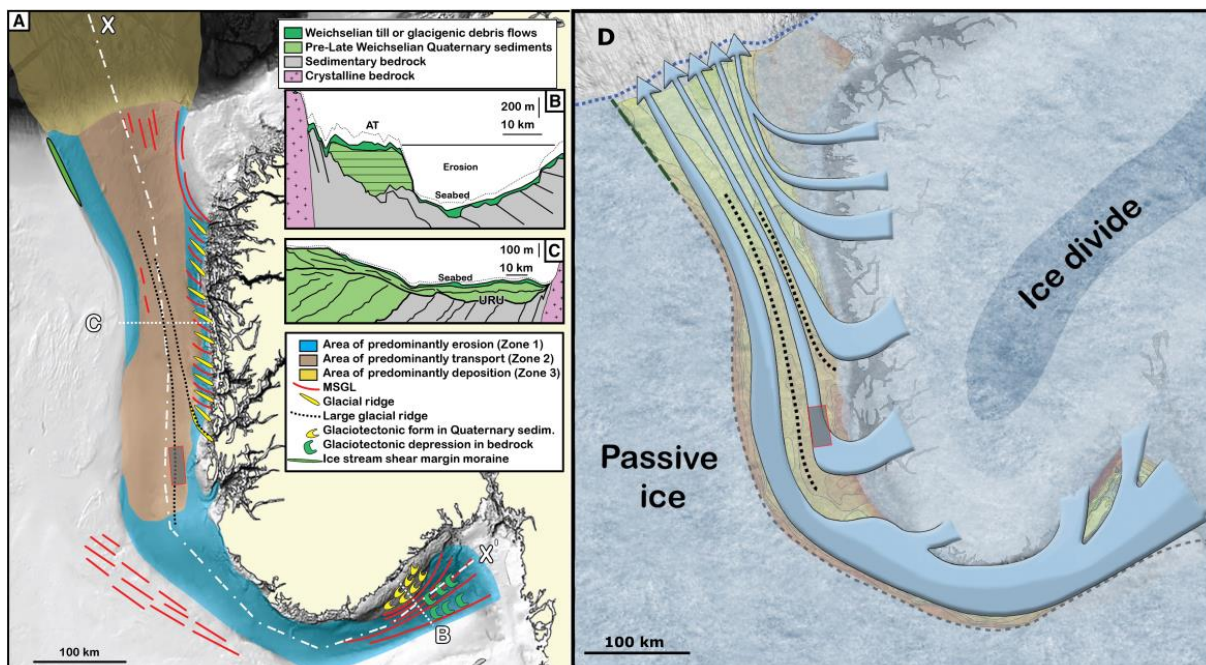 A
X
Weichselian till or glacigenic debris flows
Pre-Late Weichselian Quaternary sediments
Sedimentary bedrock
Crystalline bedrock
B
200 m
10 km
AT
Erosion
Seabed
C
100 m
10 km
Seabed
URU
C
Area of predominantly erosion (Zone 1)
Area of predominantly transport (Zone 2)
Area of predominantly deposition (Zone 3)
MSGL
Glacial ridge
Large glacial ridge
Glaciotectonic form in Quaternary sedim.
Glaciotectonic depression in bedrock
Ice stream shear margin moraine
X'
B
100 km
D
Ice divide
Passive
ice
100 km